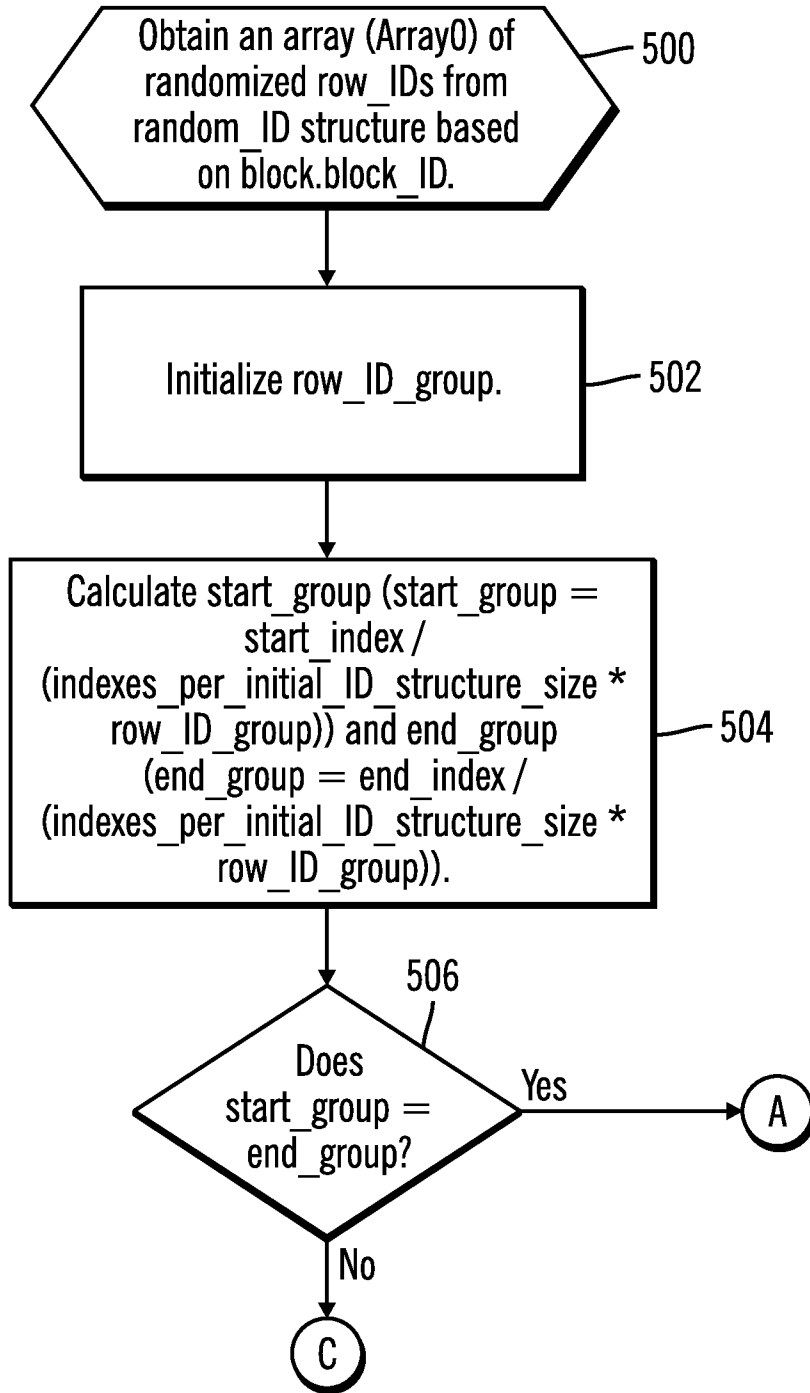 Obtain an array (Array0) of
randomized row_IDs from
random_ID structure based
on block.block_ID.
500
Initialize row_ID_group.
502
Calculate start_group (start_group =
start_index /
(indexes_per_initial_ID_structure_size *
row_ID_group)) and end_group
(end_group = end_index /
(indexes_per_initial_ID_structure_size *
row_ID_group)).
504
506
Does
start_group =
end_group?
Yes
A
No
C